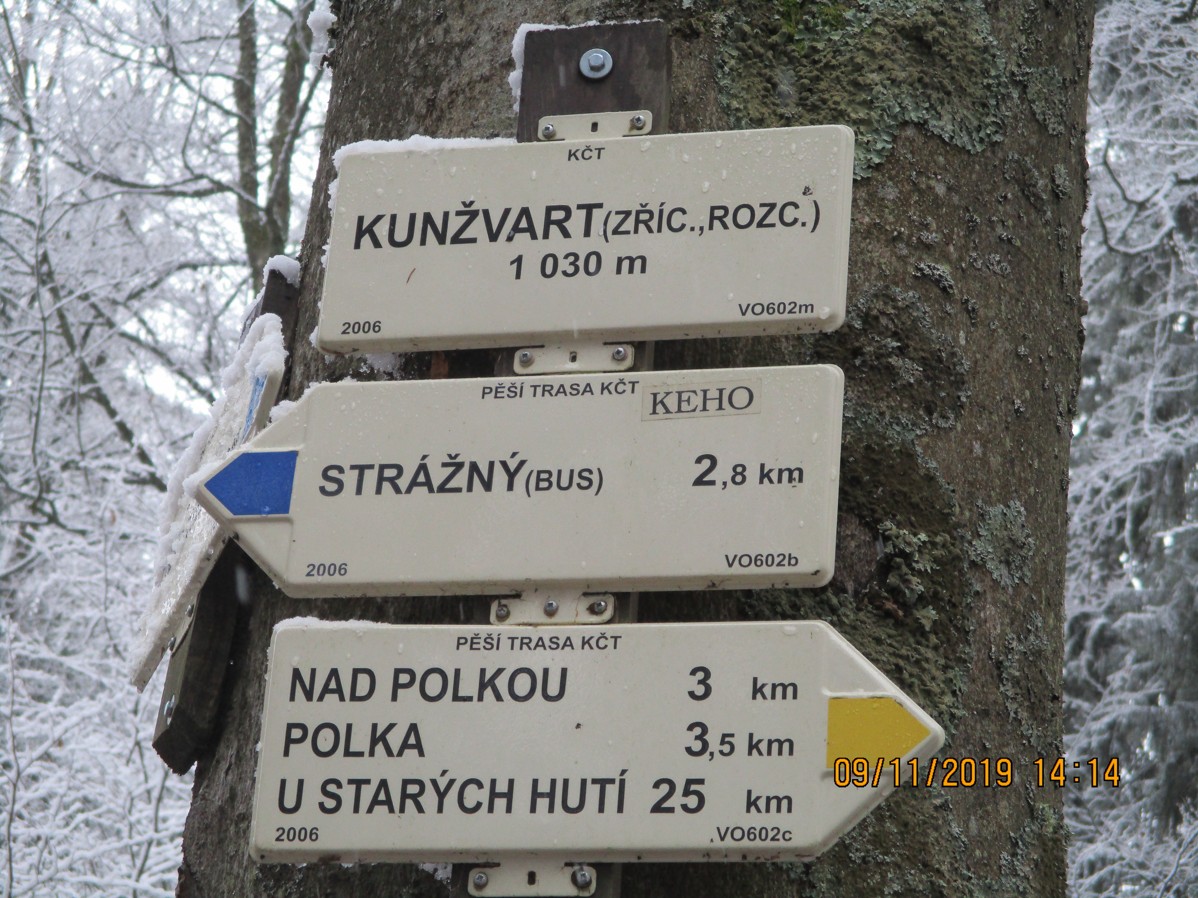 KČT
KUNŽVART(ZŘÍC.,ROZC.)
1 030 m
2006 VO602m
PĚŠÍ TRASA KČT KEHO
STRÁŽNÝ(BUS) 2,8 km
2006 VO602b
PĚŠÍ TRASA KČT
NAD POLKOU 3 km
POLKA 3,5 km
U STARÝCH HUTÍ 25 km
2006 VO602c
09/11/2019 14:14